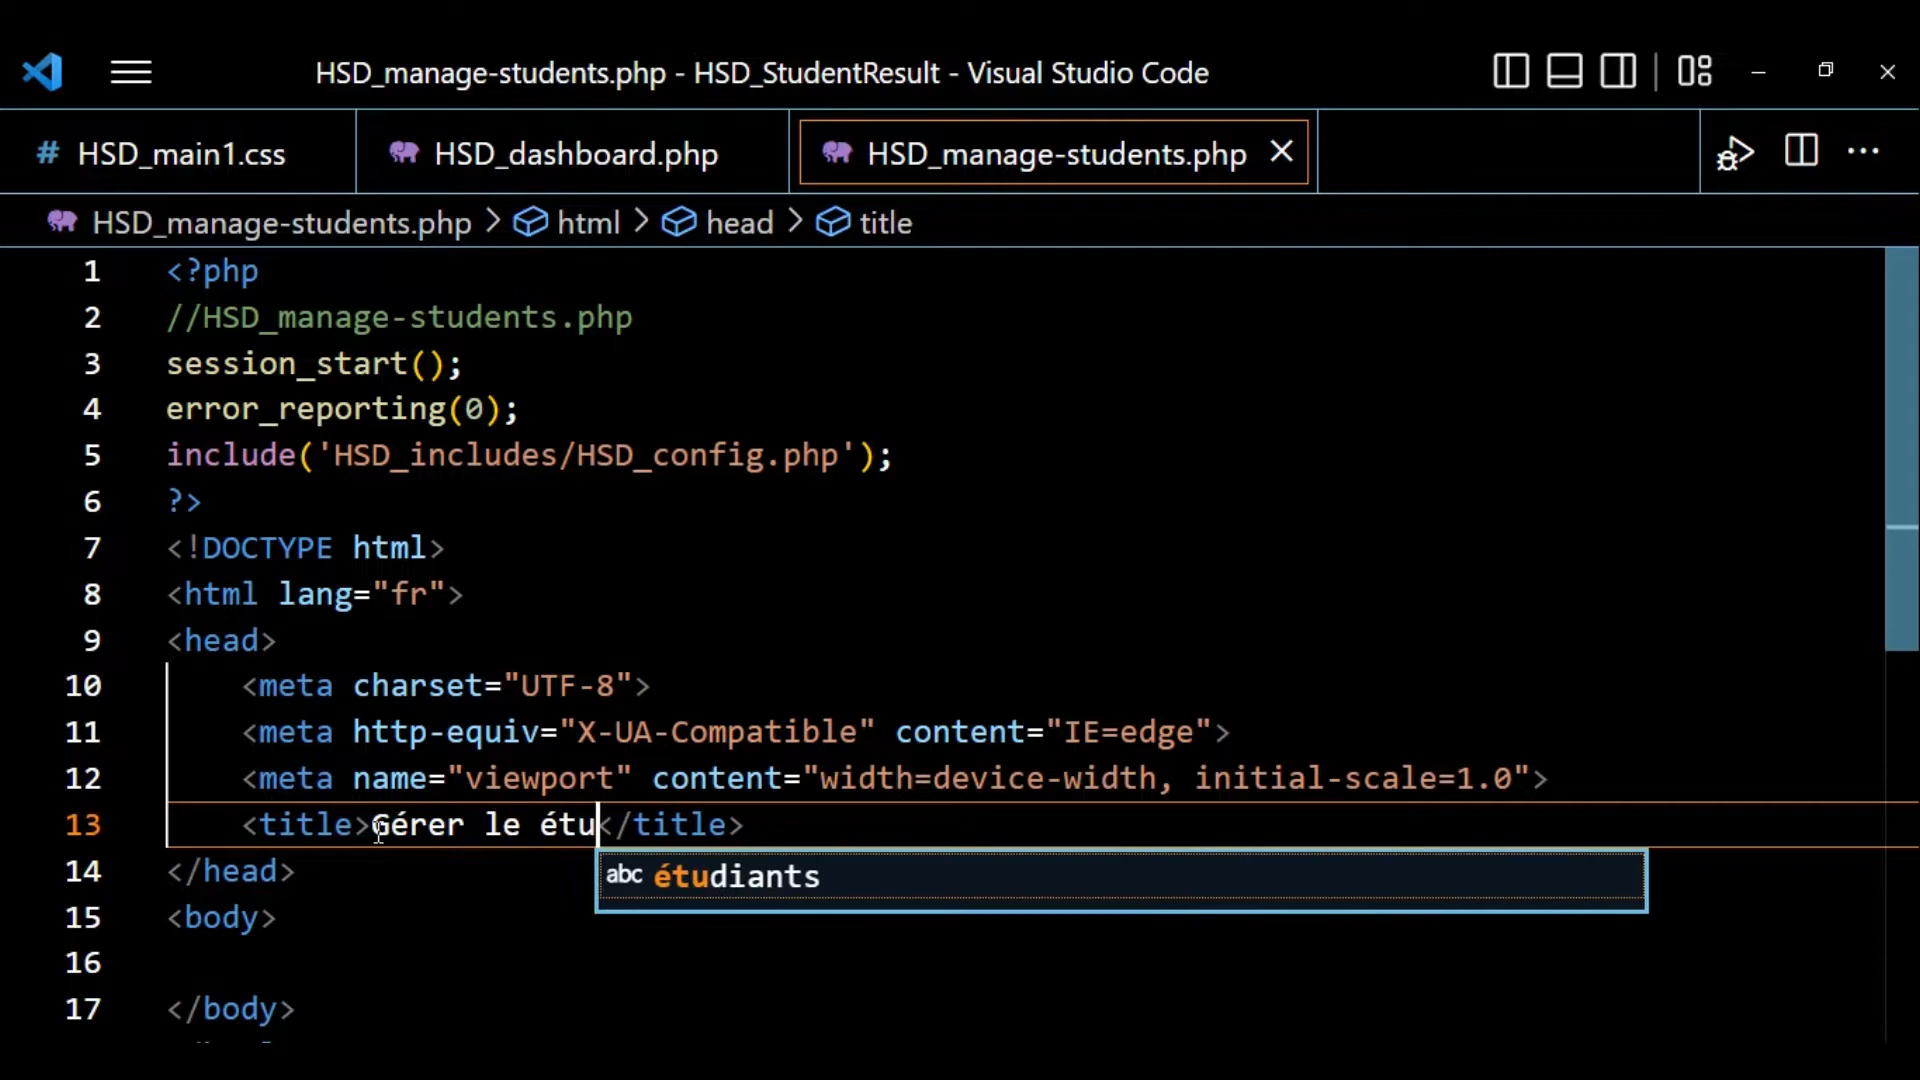 HSD_manage-students.php - HSD_StudentResult - Visual Studio Code
# HSD_main1.css HSD_dashboard.php HSD_manage-students.php
HSD_manage-students.php > html > head > title
1 <?php
2 //HSD_manage-students.php
3 session_start();
4 error_reporting(0);
5 include('HSD_includes/HSD_config.php');
6 ?>
7 <!DOCTYPE html>
8 <html lang="fr">
9 <head>
10 <meta charset="UTF-8">
11 <meta http-equiv="X-UA-Compatible" content="IE=edge">
12 <meta name="viewport" content="width=device-width, initial-scale=1.0">
13 <title>Gérer le étu</title>
abc étudiants
14 </head>
15 <body>
16
17 </body>